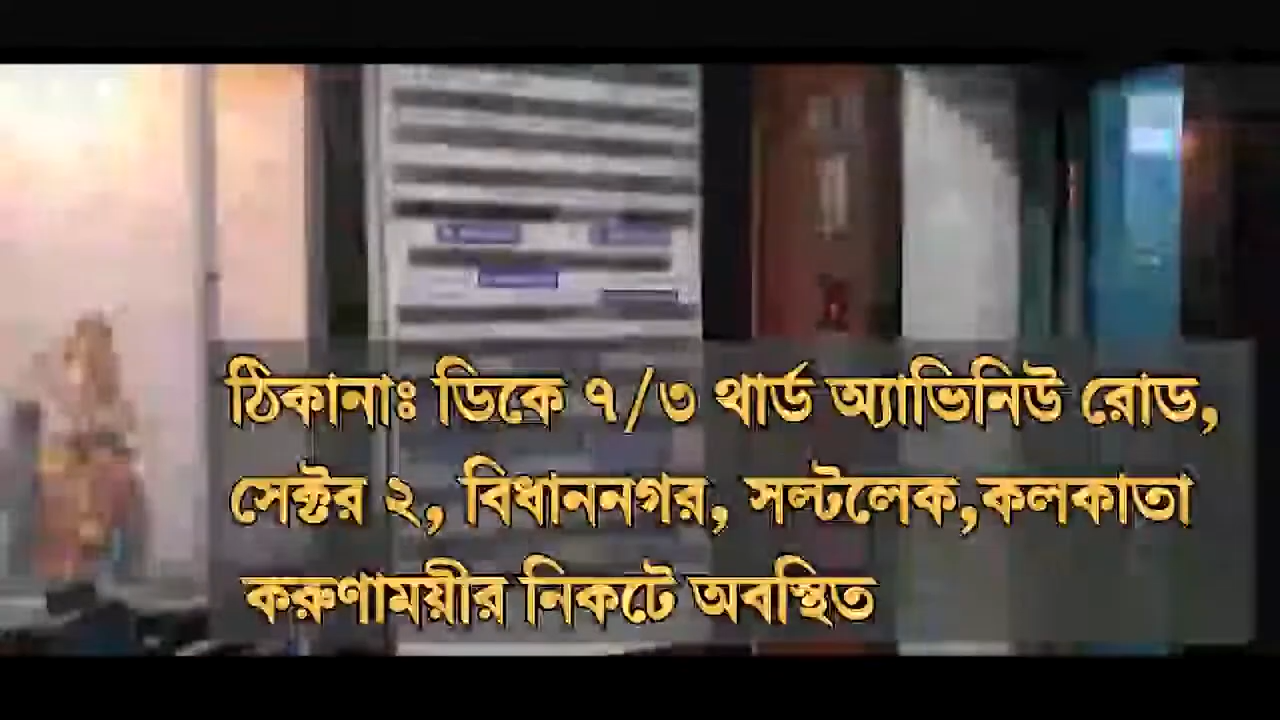 ঠিকানাঃ ডিকে ৭/৩ থার্ড অ্যাভিনিউ রোড,
সেক্টর ২, বিধাননগর, সল্টলেক,কলকাতা
করুণাময়ীর নিকটে অবস্থিত